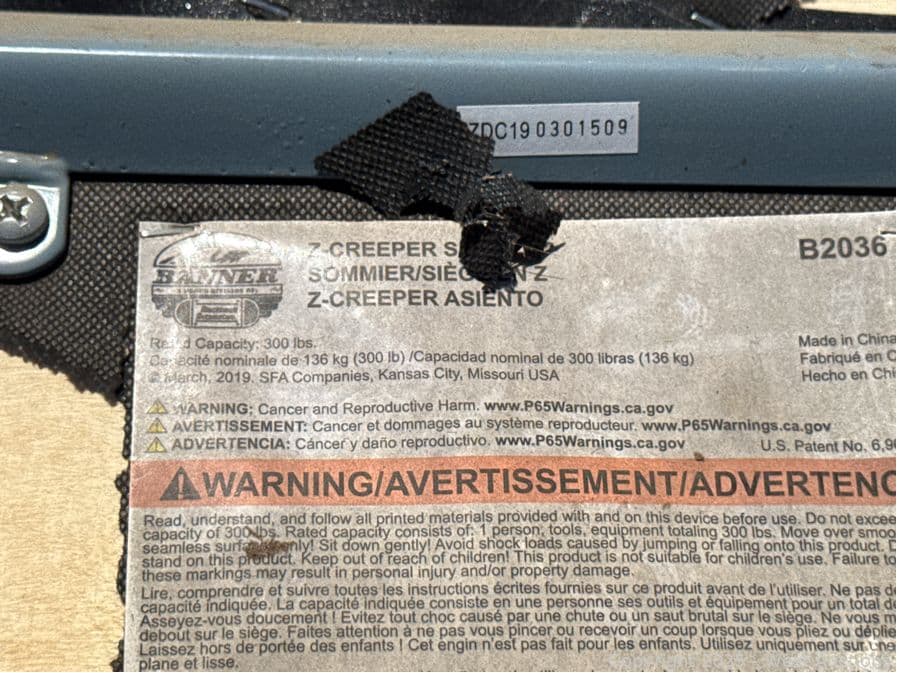 ZDC190301509
BANNER
Z-CREEPER
B2036
SOMMIER/SIÈGE EN Z
Z-CREEPER ASIENTO
Rated Capacity: 300 lbs.
Made in China
Capacité nominale de 136 kg (300 lb) /Capacidad nominal de 300 libras (136 kg)
Fabriqué en C
© March, 2019. SFA Companies, Kansas City, Missouri USA
Hecho en Chi
WARNING: Cancer and Reproductive Harm. www.P65Warnings.ca.gov
AVERTISSEMENT: Cancer et dommages au système reproducteur. www.P65Warnings.ca.gov
ADVERTENCIA: Cáncer y daño reproductivo. www.P65Warnings.ca.gov
U.S. Patent No. 6,9
WARNING/AVERTISSEMENT/ADVERTENC
Read, understand, and follow all printed materials provided with and on this device before use. Do not excee
capacity of 300 lbs. Rated capacity consists of: 1 person, tools, equipment totaling 300 lbs. Move over smoo
seamless surf only! Sit down gently! Avoid shock loads caused by jumping or falling onto this product. D
stand on this product. Keep out of reach of children! This product is not suitable for children's use. Failure to
these markings may result in personal injury and/or property damage.
Lire, comprendre et suivre toutes les instructions écrites fournies sur ce produit avant de l'utiliser. Ne pas d
capacité indiquée. La capacité indiquée consiste en une personne ses outils et équipement pour un total de
Asseyez-vous doucement ! Evitez tout choc causé par une chute ou un saut brutal sur le siège. Ne vous m
debout sur le siège. Faites attention à ne pas vous pincer ou recevoir un coup lorsque vous pliez ou déplie
Laissez hors de portée des enfants ! Cet engin n'est pas fait pour les enfants. Utilisez uniquement sur une
plane et lisse.